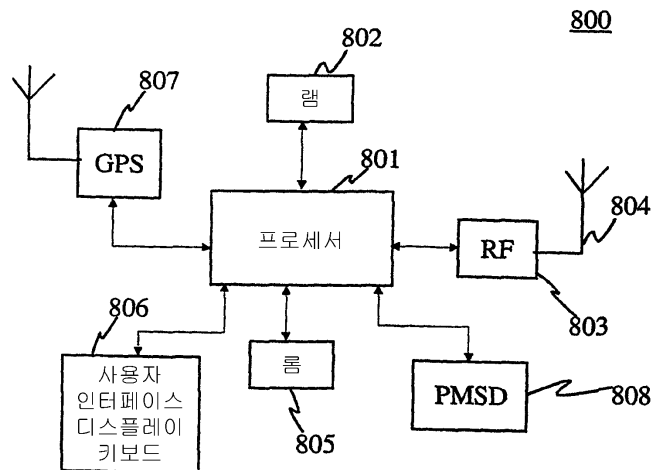 800
802
807
램
GPS
801
프로세서
804
RF
803
806
사용자
인터페이스
디스플레이
키보드
롬
805
PMSD
808